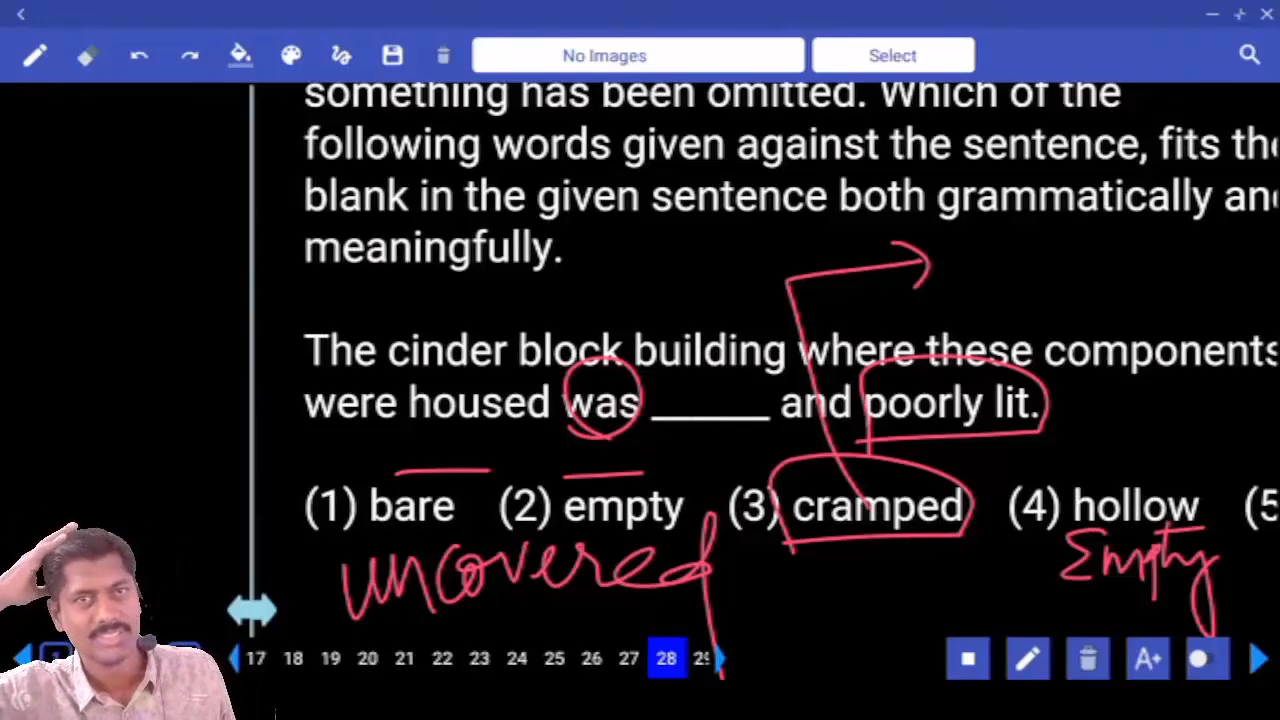 No Images Select
something has been omitted. Which of the
following words given against the sentence, fits the
blank in the given sentence both grammatically and
meaningfully.
The cinder block building where these components
were housed was ______ and poorly lit.
(1) bare (2) empty (3) cramped (4) hollow (5
uncovered Empty
17 18 19 20 21 22 23 24 25 26 27 28 29 A+